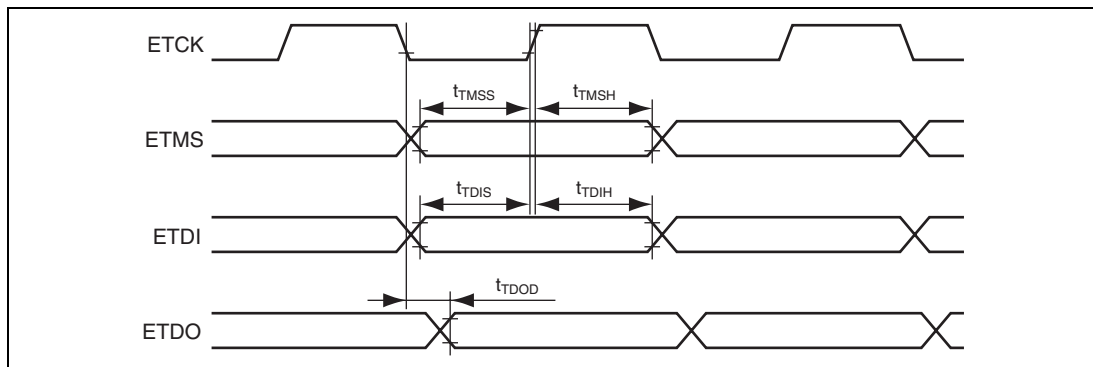 ETCK
tTMSS tTMSH
ETMS
tTDIS tTDIH
ETDI
tTDOD
ETDO